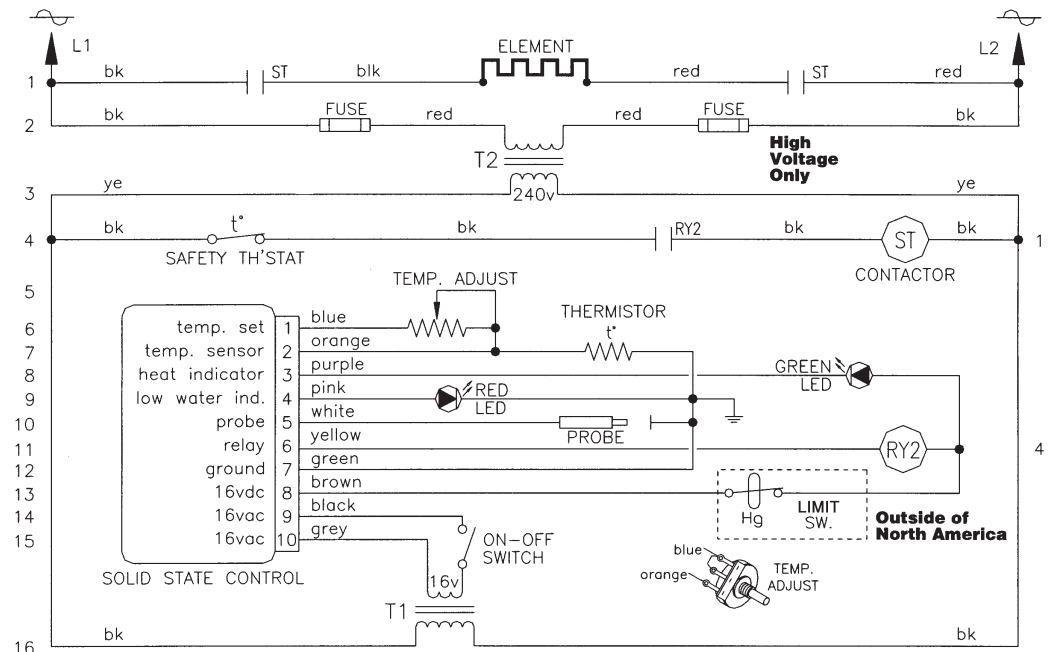 L1 L2
ELEMENT
1 bk ST blk red ST red
FUSE FUSE
2 bk red red bk
T2
High
Voltage
Only
3 ye 240v ye
4 bk t° bk RY2 bk ST bk 1
SAFETY TH'STAT
CONTACTOR
5 TEMP. ADJUST
THERMISTOR
t°
6 temp. set 1 blue
7 temp. sensor 2 orange
8 heat indicator 3 purple GREEN
LED
9 low water ind. 4 pink RED
LED
10 probe 5 white PROBE
11 relay 6 yellow RY2 4
12 ground 7 green
13 16vdc 8 brown
Hg LIMIT
SW.
Outside of
North America
14 16vac 9 black
15 16vac 10 grey
ON-OFF
SWITCH
SOLID STATE CONTROL
16v
T1
blue
orange
TEMP.
ADJUST
16 bk bk